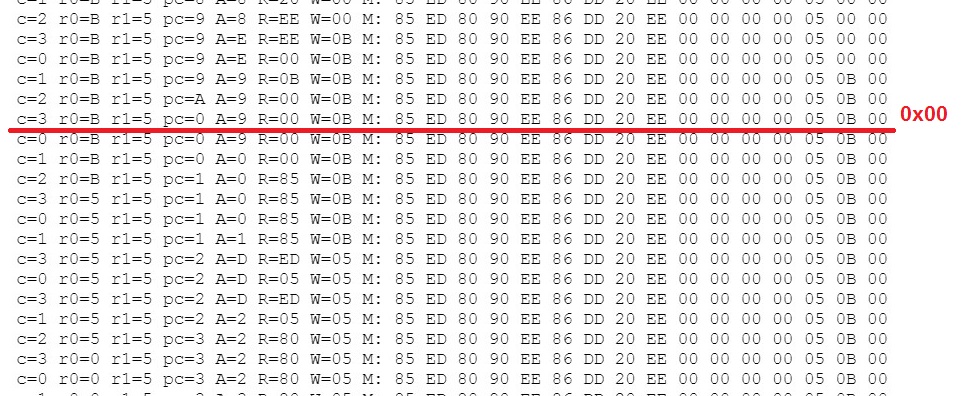 c=2 r0=B r1=5 pc=9 A=8 R=EE W=00 M: 85 ED 80 90 EE 86 DD 20 EE 00 00 00 00 05 00 00
c=3 r0=B r1=5 pc=9 A=E R=EE W=0B M: 85 ED 80 90 EE 86 DD 20 EE 00 00 00 00 05 00 00
c=0 r0=B r1=5 pc=9 A=E R=00 W=0B M: 85 ED 80 90 EE 86 DD 20 EE 00 00 00 00 05 00 00
c=1 r0=B r1=5 pc=9 A=9 R=0B W=0B M: 85 ED 80 90 EE 86 DD 20 EE 00 00 00 00 05 0B 00
c=2 r0=B r1=5 pc=A A=9 R=00 W=0B M: 85 ED 80 90 EE 86 DD 20 EE 00 00 00 00 05 0B 00
c=3 r0=B r1=5 pc=0 A=9 R=00 W=0B M: 85 ED 80 90 EE 86 DD 20 EE 00 00 00 00 05 0B 00 0x00
c=0 r0=B r1=5 pc=0 A=9 R=00 W=0B M: 85 ED 80 90 EE 86 DD 20 EE 00 00 00 00 05 0B 00
c=1 r0=B r1=5 pc=0 A=0 R=00 W=0B M: 85 ED 80 90 EE 86 DD 20 EE 00 00 00 00 05 0B 00
c=2 r0=B r1=5 pc=1 A=0 R=85 W=0B M: 85 ED 80 90 EE 86 DD 20 EE 00 00 00 00 05 0B 00
c=3 r0=5 r1=5 pc=1 A=0 R=85 W=0B M: 85 ED 80 90 EE 86 DD 20 EE 00 00 00 00 05 0B 00
c=0 r0=5 r1=5 pc=1 A=0 R=85 W=0B M: 85 ED 80 90 EE 86 DD 20 EE 00 00 00 00 05 0B 00
c=1 r0=5 r1=5 pc=1 A=1 R=85 W=0B M: 85 ED 80 90 EE 86 DD 20 EE 00 00 00 00 05 0B 00
c=3 r0=5 r1=5 pc=2 A=D R=ED W=05 M: 85 ED 80 90 EE 86 DD 20 EE 00 00 00 00 05 0B 00
c=0 r0=5 r1=5 pc=2 A=D R=05 W=05 M: 85 ED 80 90 EE 86 DD 20 EE 00 00 00 00 05 0B 00
c=3 r0=5 r1=5 pc=2 A=D R=ED W=05 M: 85 ED 80 90 EE 86 DD 20 EE 00 00 00 00 05 0B 00
c=1 r0=5 r1=5 pc=2 A=2 R=05 W=05 M: 85 ED 80 90 EE 86 DD 20 EE 00 00 00 00 05 0B 00
c=2 r0=5 r1=5 pc=3 A=2 R=80 W=05 M: 85 ED 80 90 EE 86 DD 20 EE 00 00 00 00 05 0B 00
c=3 r0=0 r1=5 pc=3 A=2 R=80 W=05 M: 85 ED 80 90 EE 86 DD 20 EE 00 00 00 00 05 0B 00
c=0 r0=0 r1=5 pc=3 A=2 R=80 W=05 M: 85 ED 80 90 EE 86 DD 20 EE 00 00 00 00 05 0B 00